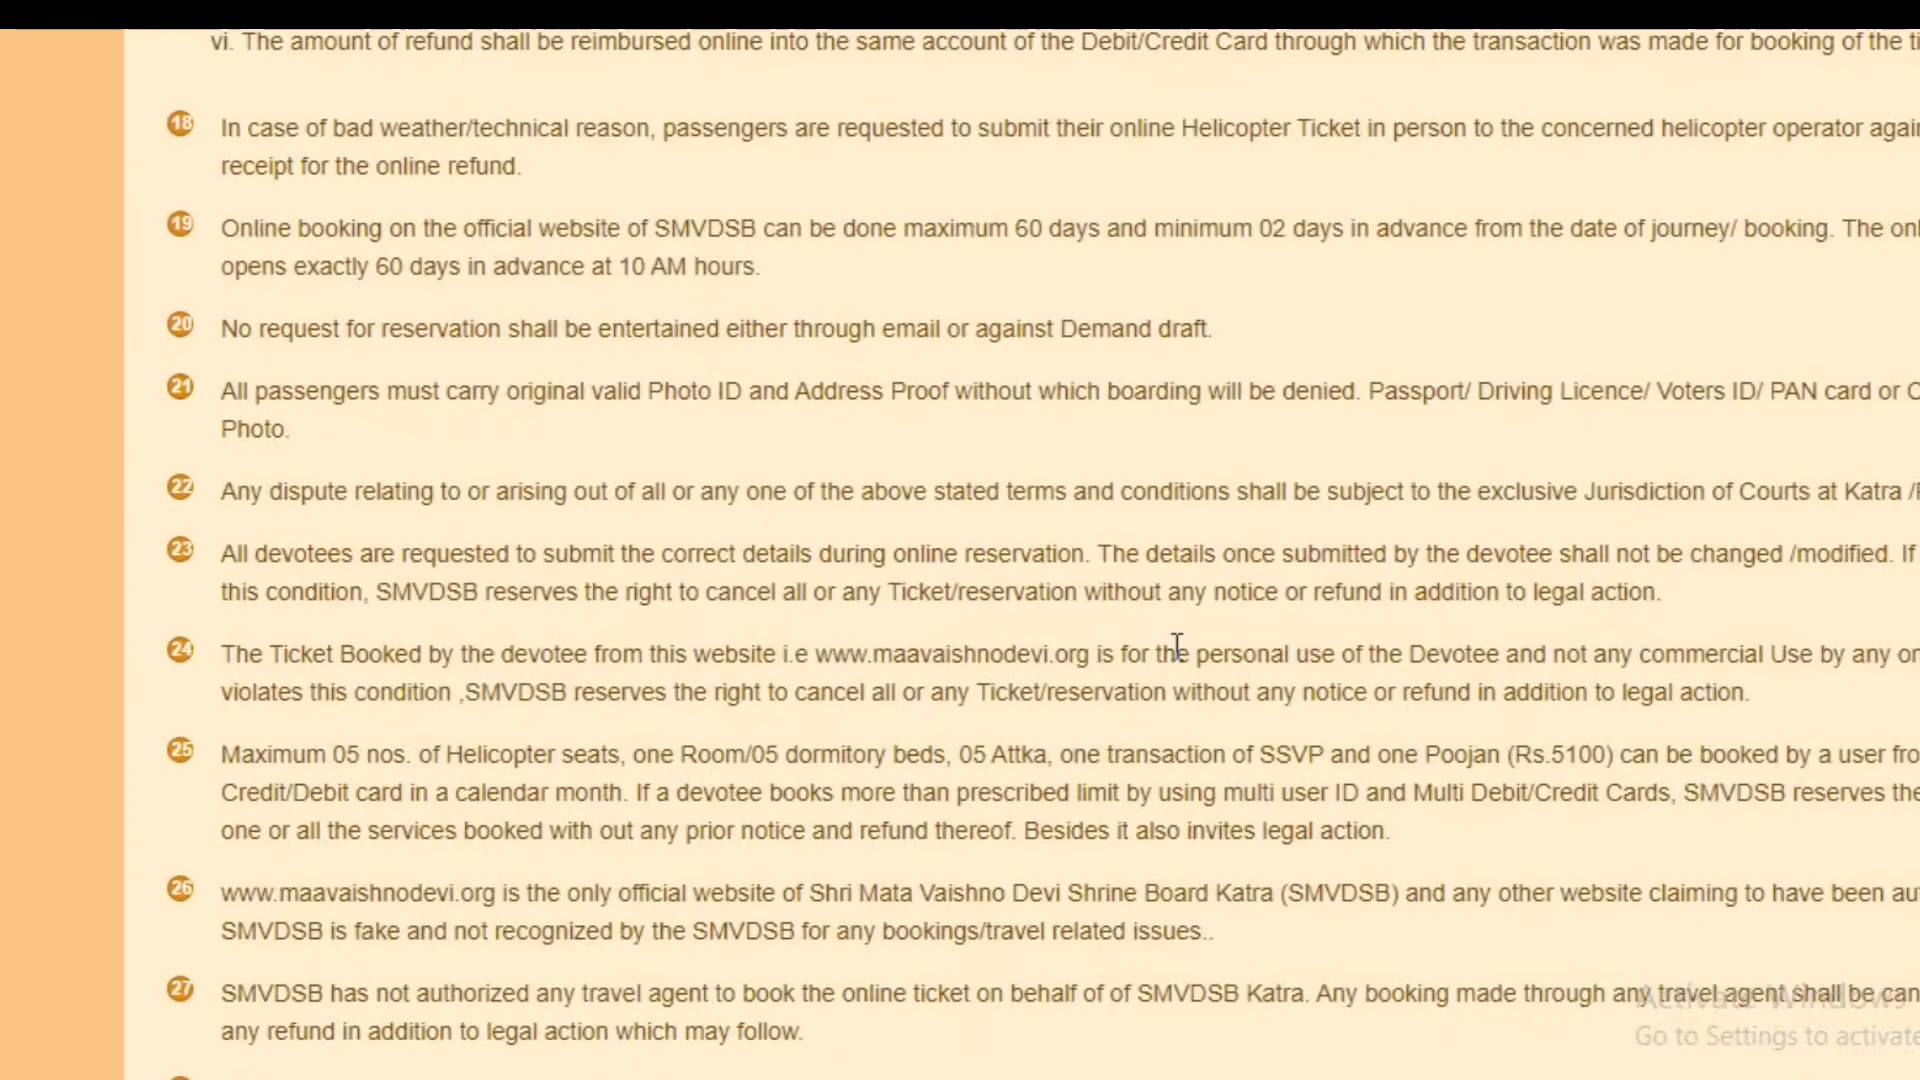 vi. The amount of refund shall be reimbursed online into the same account of the Debit/Credit Card through which the transaction was made for booking of the
18 In case of bad weather/technical reason, passengers are requested to submit their online Helicopter Ticket in person to the concerned helicopter operator
receipt for the online refund.
19 Online booking on the official website of SMVDSB can be done maximum 60 days and minimum 02 days in advance from the date of journey/ booking. The
opens exactly 60 days in advance at 10 AM hours.
20 No request for reservation shall be entertained either through email or against Demand draft.
21 All passengers must carry original valid Photo ID and Address Proof without which boarding will be denied. Passport/ Driving Licence/ Voters ID/ PAN card or
Photo.
22 Any dispute relating to or arising out of all or any one of the above stated terms and conditions shall be subject to the exclusive Jurisdiction of Courts at Katra
23 All devotees are requested to submit the correct details during online reservation. The details once submitted by the devotee shall not be changed /modified. If
this condition, SMVDSB reserves the right to cancel all or any Ticket/reservation without any notice or refund in addition to legal action.
24 The Ticket Booked by the devotee from this website i.e www.maavaishnodevi.org is for the personal use of the Devotee and not any commercial Use by any
violates this condition ,SMVDSB reserves the right to cancel all or any Ticket/reservation without any notice or refund in addition to legal action.
25 Maximum 05 nos. of Helicopter seats, one Room/05 dormitory beds, 05 Attka, one transaction of SSVP and one Poojan (Rs.5100) can be booked by a user
Credit/Debit card in a calendar month. If a devotee books more than prescribed limit by using multi user ID and Multi Debit/Credit Cards, SMVDSB reserves
one or all the services booked with out any prior notice and refund thereof. Besides it also invites legal action.
26 www.maavaishnodevi.org is the only official website of Shri Mata Vaishno Devi Shrine Board Katra (SMVDSB) and any other website claiming to have been
SMVDSB is fake and not recognized by the SMVDSB for any bookings/travel related issues..
27 SMVDSB has not authorized any travel agent to book the online ticket on behalf of of SMVDSB Katra. Any booking made through any travel agent shall be
any refund in addition to legal action which may follow.
Activate Windows
Go to Settings to activate